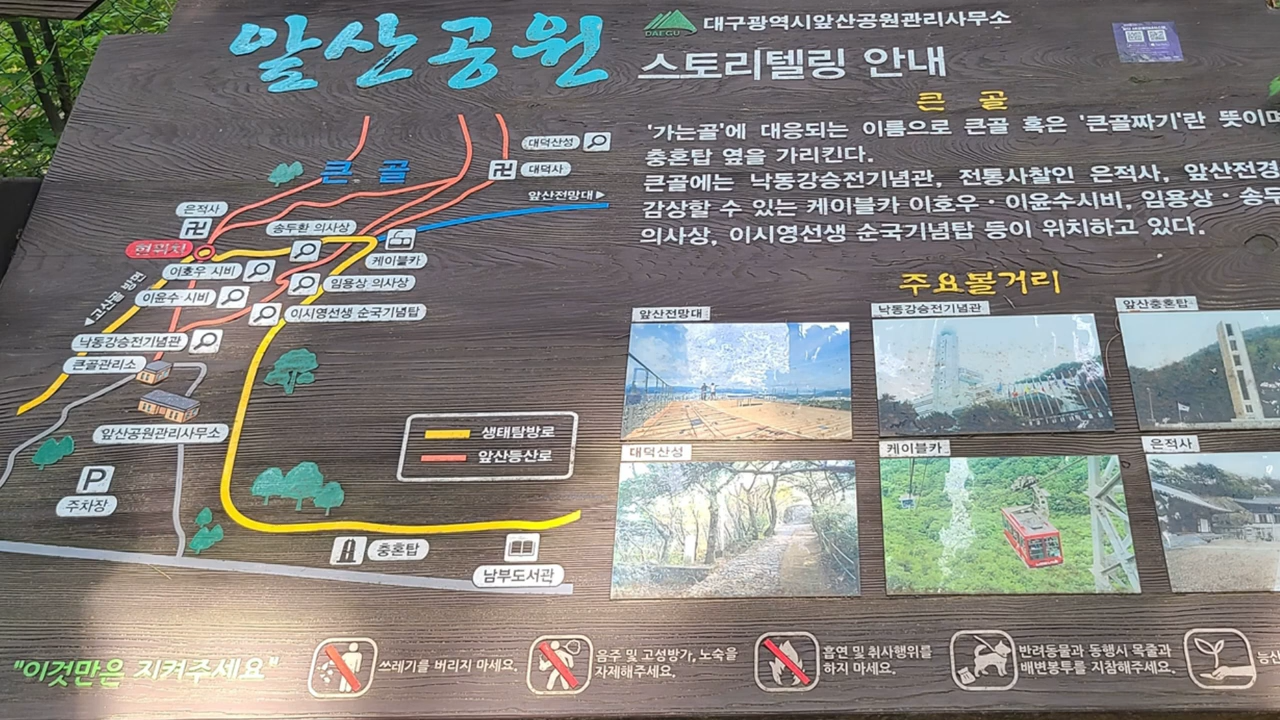 앞산공원
DAEGU
대구광역시앞산공원관리사무소
스토리텔링 안내
큰 골
'가는골'에 대응되는 이름으로 큰골 혹은 '큰골짜기'란 뜻이며
충혼탑 옆을 가리킨다.
큰골에는 낙동강승전기념관, 전통사찰인 은적사, 앞산전경
감상할 수 있는 케이블카 이호우·이윤수시비, 임용상·송두
의사상, 이시영선생 순국기념탑 등이 위치하고 있다.
큰 골
대덕산성
대덕사
앞산전망대
은적사
송두환 의사상
현위치
케이블카
이호우 시비
임용상 의사상
고산골 방면
이윤수 시비
이시영선생 순국기념탑
낙동강승전기념관
큰골관리소
앞산공원관리사무소
생태탐방로
앞산등산로
P
주차장
충혼탑
남부도서관
주요볼거리
앞산전망대
낙동강승전기념관
앞산충혼탑
대덕산성
케이블카
은적사
"이것만은 지켜주세요"
쓰레기를 버리지 마세요.
음주 및 고성방가, 노숙을
자제해주세요.
흡연 및 취사행위를
하지 마세요.
반려동물과 동행시 목줄과
배변봉투를 지참해주세요.